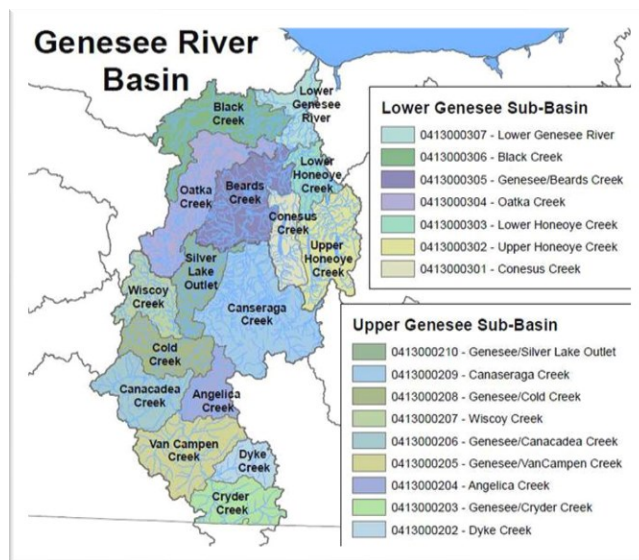 Genesee River
Basin
Lower
Genesee
River
Black
Creek
Lower
Honeoye
Creek
Oatka
Creek
Beards
Creek
Conesus
Creek
Upper
Honeoye
Creek
Silver
Lake
Outlet
Wiscoy
Creek
Canseraga
Creek
Cold
Creek
Canacadea
Creek
Angelica
Creek
Van Campen
Creek
Dyke
Creek
Cryder
Creek
Lower Genesee Sub-Basin
0413000307 - Lower Genesee River
0413000306 - Black Creek
0413000305 - Genesee/Beards Creek
0413000304 - Oatka Creek
0413000303 - Lower Honeoye Creek
0413000302 - Upper Honeoye Creek
0413000301 - Conesus Creek
Upper Genesee Sub-Basin
0413000210 - Genesee/Silver Lake Outlet
0413000209 - Canaseraga Creek
0413000208 - Genesee/Cold Creek
0413000207 - Wiscoy Creek
0413000206 - Genesee/Canacadea Creek
0413000205 - Genesee/VanCampen Creek
0413000204 - Angelica Creek
0413000203 - Genesee/Cryder Creek
0413000202 - Dyke Creek